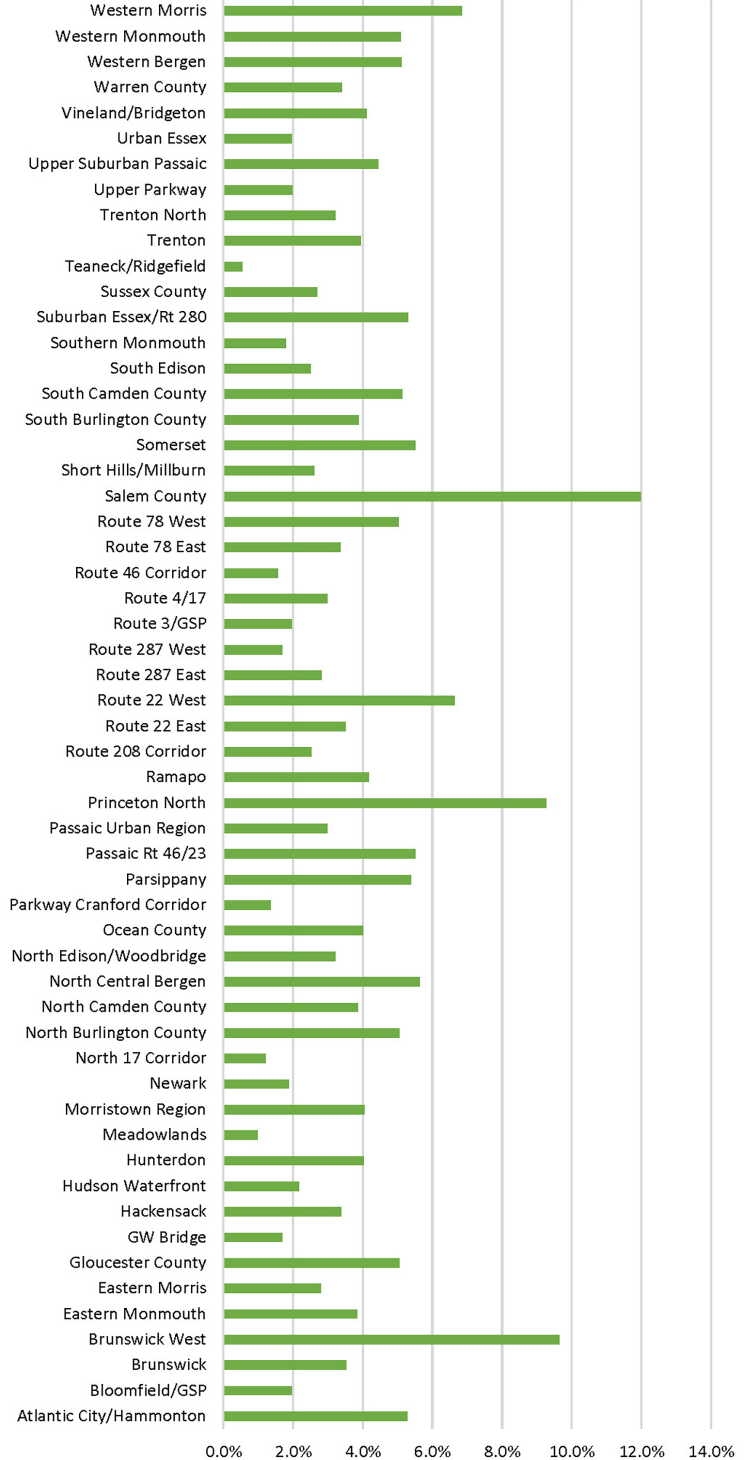 Western Morris
Western Monmouth
Western Bergen
Warren County
Vineland/Bridgeton
Urban Essex
Upper Suburban Passaic
Upper Parkway
Trenton North
Trenton
Teaneck/Ridgefield
Sussex County
Suburban Essex/Rt 280
Southern Monmouth
South Edison
South Camden County
South Burlington County
Somerset
Short Hills/Millburn
Salem County
Route 78 West
Route 78 East
Route 46 Corridor
Route 4/17
Route 3/GSP
Route 287 West
Route 287 East
Route 22 West
Route 22 East
Route 208 Corridor
Ramapo
Princeton North
Passaic Urban Region
Passaic Rt 46/23
Parsippany
Parkway Cranford Corridor
Ocean County
North Edison/Woodbridge
North Central Bergen
North Camden County
North Burlington County
North 17 Corridor
Newark
Morristown Region
Meadowlands
Hunterdon
Hudson Waterfront
Hackensack
GW Bridge
Gloucester County
Eastern Morris
Eastern Monmouth
Brunswick West
Brunswick
Bloomfield/GSP
Atlantic City/Hammonton
0.0% 2.0% 4.0% 6.0% 8.0% 10.0% 12.0% 14.0%